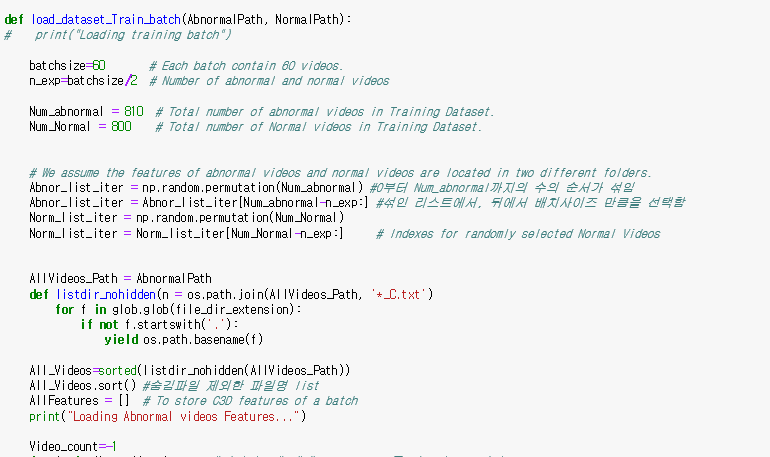 def load_dataset_Train_batch(AbnormalPath, NormalPath):
#    print("Loading training batch")
batchsize=60       # Each batch contain 60 videos.
n_exp=batchsize/2  # Number of abnormal and normal videos
Num_abnormal = 810  # Total number of abnormal videos in Training Dataset.
Num_Normal = 800    # Total number of Normal videos in Training Dataset.
# We assume the features of abnormal videos and normal videos are located in two different folders.
Abnor_list_iter = np.random.permutation(Num_abnormal) #0부터 Num_abnormal까지의 수의 순서가 섞임
Abnor_list_iter = Abnor_list_iter[Num_abnormal-n_exp:] #섞인 리스트에서, 뒤에서 배치사이즈 만큼을 선택함
Norm_list_iter = np.random.permutation(Num_Normal)
Norm_list_iter = Norm_list_iter[Num_Normal-n_exp:]     # Indexes for randomly selected Normal Videos
AllVideos_Path = AbnormalPath
def listdir_nohidden(n = os.path.join(AllVideos_Path, '*_C.txt')
for f in glob.glob(file_dir_extension):
if not f.startswith('.'):
yield os.path.basename(f)
All_Videos=sorted(listdir_nohidden(AllVideos_Path))
All_Videos.sort() #숨김파일 제외한 파일명 list
AllFeatures = []  # To store C3D features of a batch
print("Loading Abnormal videos Features...")
Video_count=-1